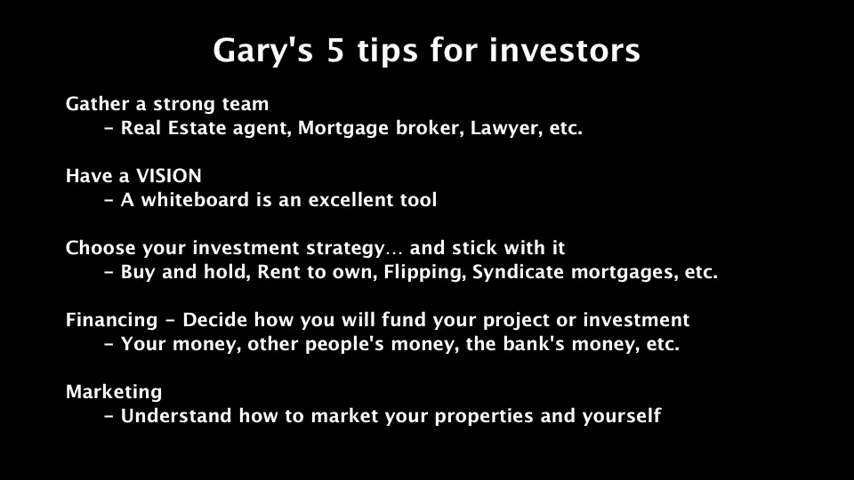 Gary's 5 tips for investors
Gather a strong team
– Real Estate agent, Mortgage broker, Lawyer, etc.
Have a VISION
– A whiteboard is an excellent tool
Choose your investment strategy... and stick with it
– Buy and hold, Rent to own, Flipping, Syndicate mortgages, etc.
Financing – Decide how you will fund your project or investment
– Your money, other people's money, the bank's money, etc.
Marketing
– Understand how to market your properties and yourself